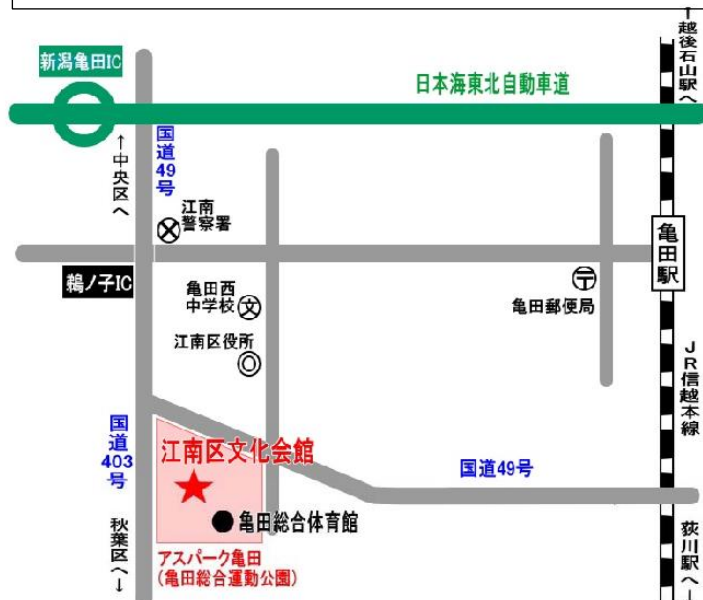 ↑越後石山駅へ
新潟亀田IC
日本海東北自動車道
↑中央区へ
国道49号
江南
警察署
亀田駅
鵜ノ子IC
亀田西
中学校
文
〒
亀田郵便局
江南区役所
JR信越本線
国道403号
江南区文化会館
国道49号
亀田総合体育館
秋葉区へ↓
アスパーク亀田
(亀田総合運動公園)
荻川駅へ↓